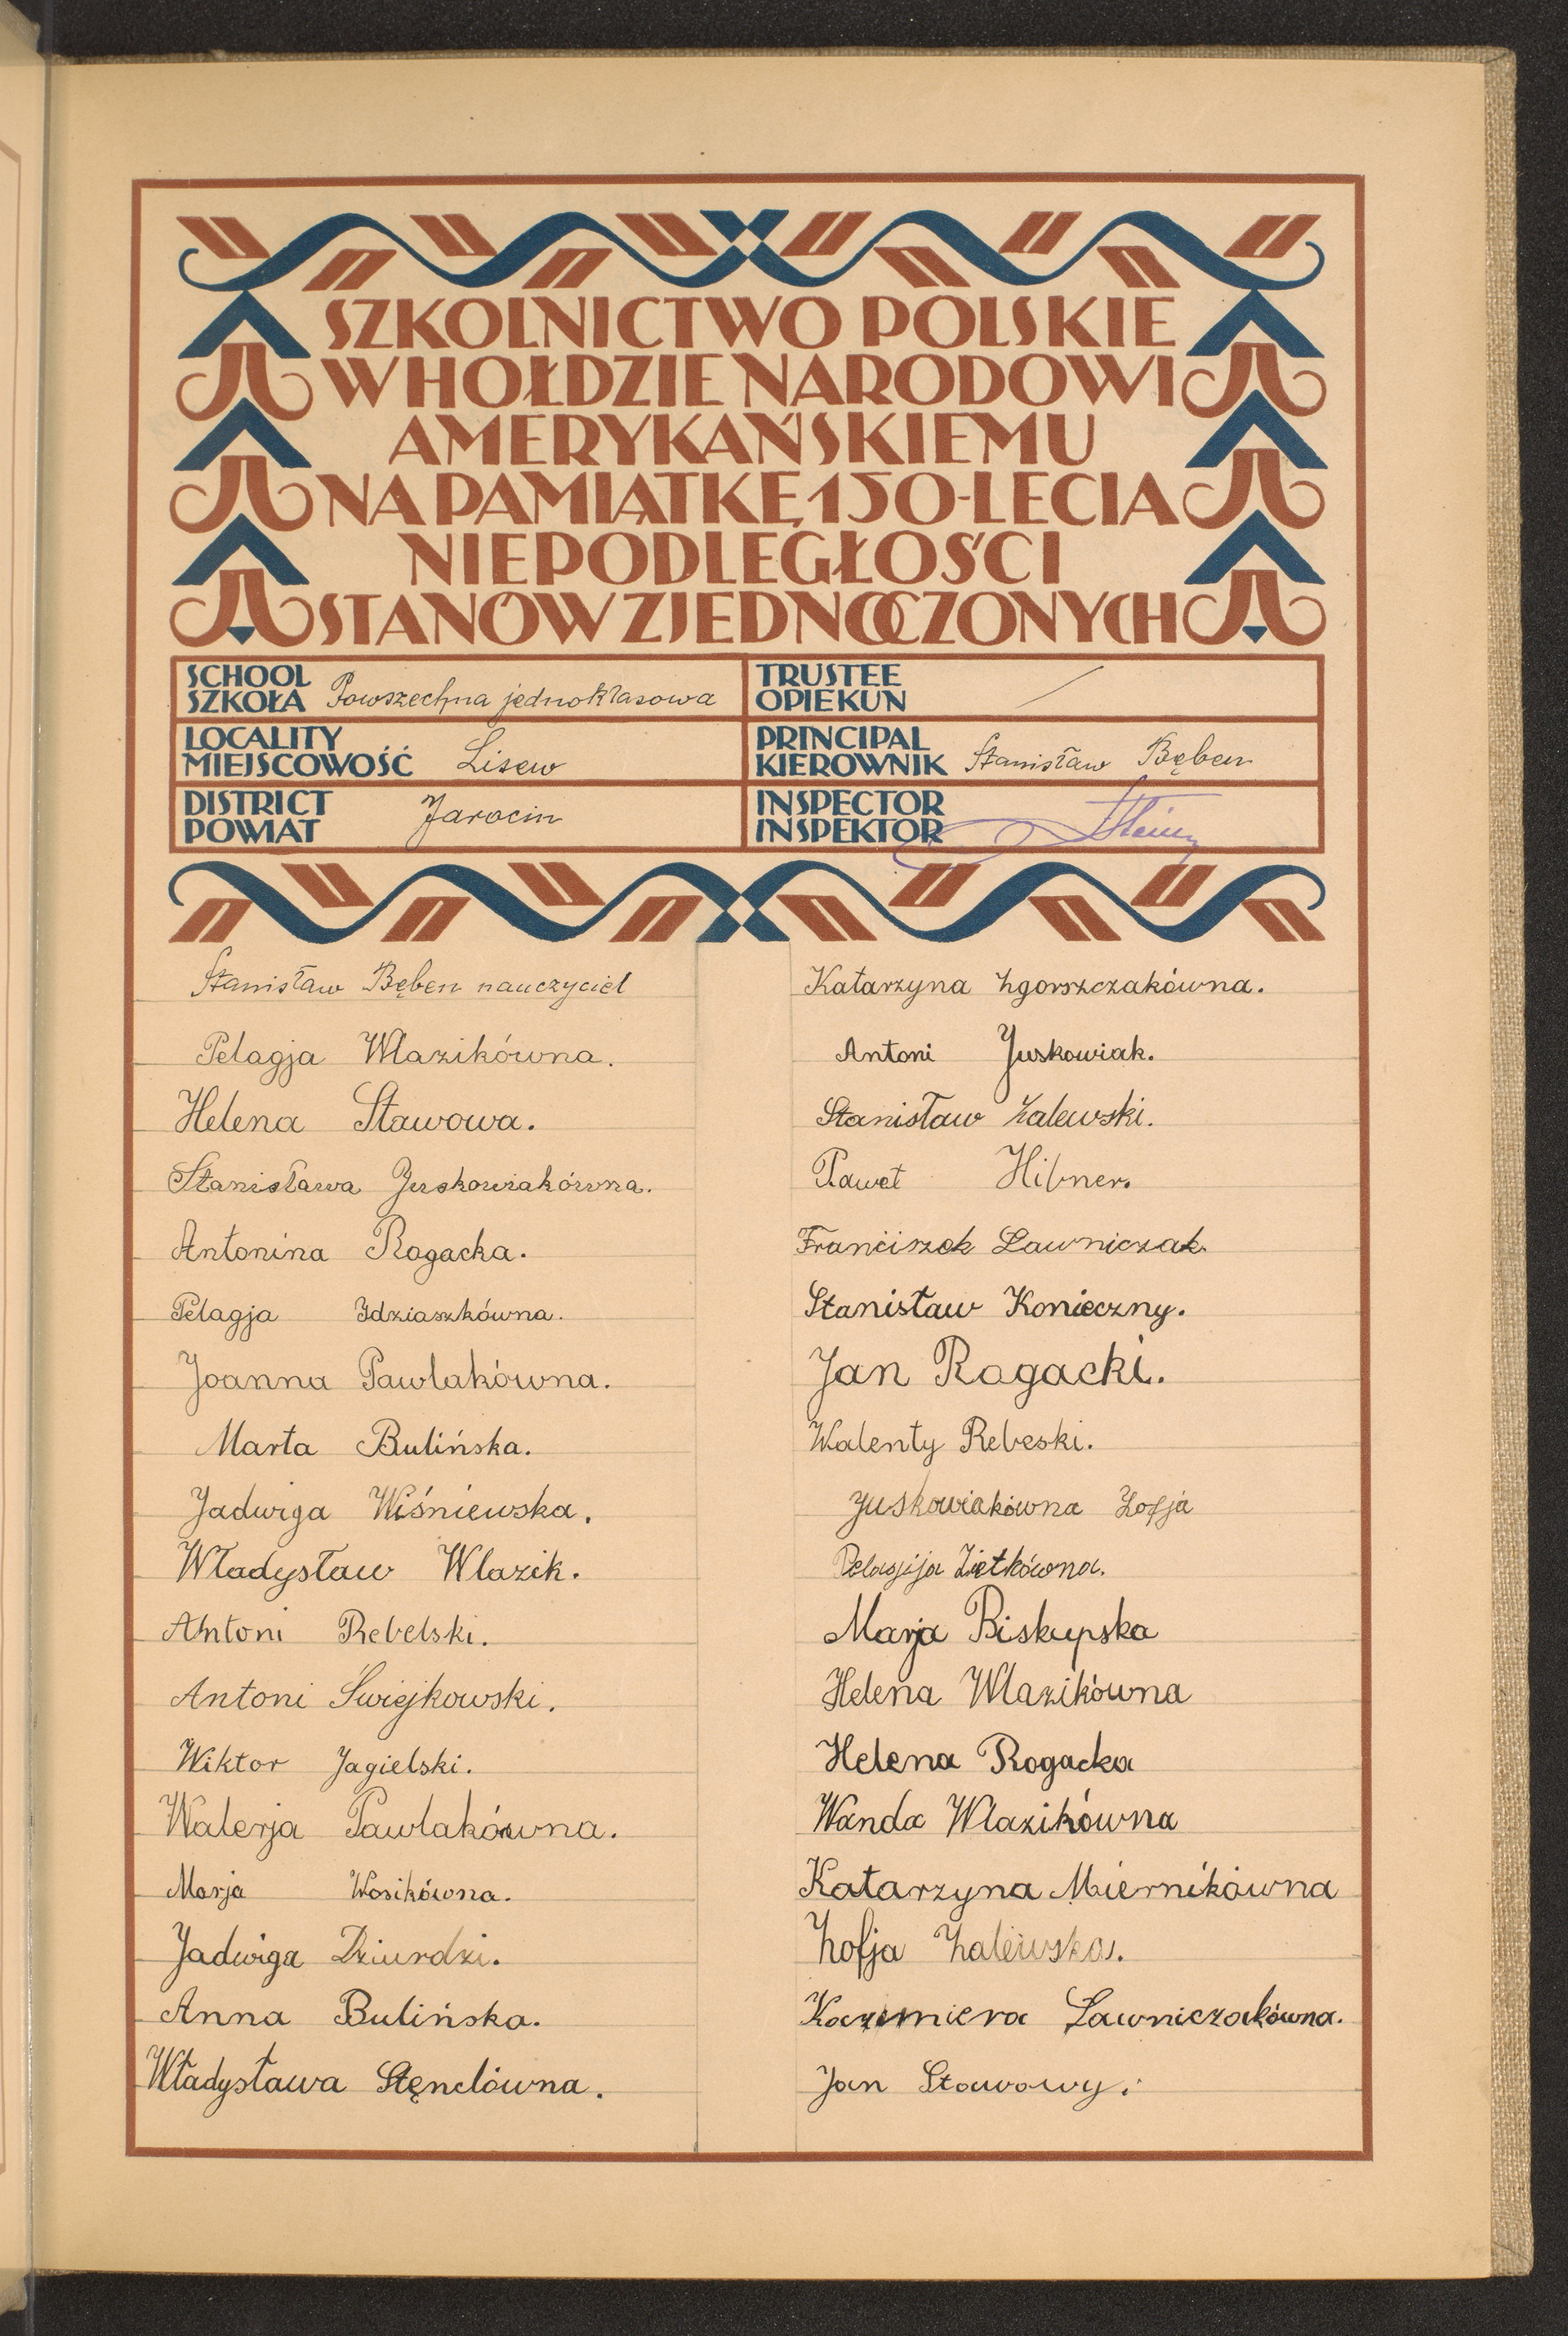 SZKOLNICTWO POLSKIE
W HOŁDZIE NARODOWI
AMERYKAŃSKIEMU
NA PAMIĄTKĘ 150-LECIA
NIEPODLEGŁOŚCI
STANÓW ZJEDNOCZONYCH
SCHOOL
SZKOŁA Powszechna jednoklasowa
TRUSTEE
OPIEKUN
LOCALITY
MIEJSCOWOŚĆ Lisew
PRINCIPAL
KIEROWNIK Stanisław Bęben
DISTRICT
POWIAT Jarocin
INSPECTOR
INSPEKTOR
Stanisław Bęben nauczyciel
Pelagja Wlazikówna.
Helena Stawowa.
Stanisława Juskowiakówna.
Antonina Rogacka.
Pelagja Idziaszkówna.
Joanna Pawlakówna.
Marta Bulińska.
Jadwiga Wiśniewska.
Władysław Wlazik.
Antoni Rebelski.
Antoni Świejkowski.
Wiktor Jagielski.
Walerja Pawlakówna.
Marja Wosikówna.
Jadwiga Dziurdzi.
Anna Bulińska.
Władysława Stęnclówna.
Katarzyna Zgorszczakówna.
Antoni Juskowiak.
Stanisław Zalewski.
Paweł Hibner.
Franciszek Ławniczak.
Stanisław Konieczny.
Jan Rogacki.
Walenty Rebeski.
Juskowiakówna Zofja
Pelagija Ziętkówna.
Marja Biskupska
Helena Wlazikówna
Helena Rogacka
Wanda Wlazikówna
Katarzyna Miernikówna
Zofja Zalewska.
Kazimiera Ławniczakówna.
Jan Stawowy.